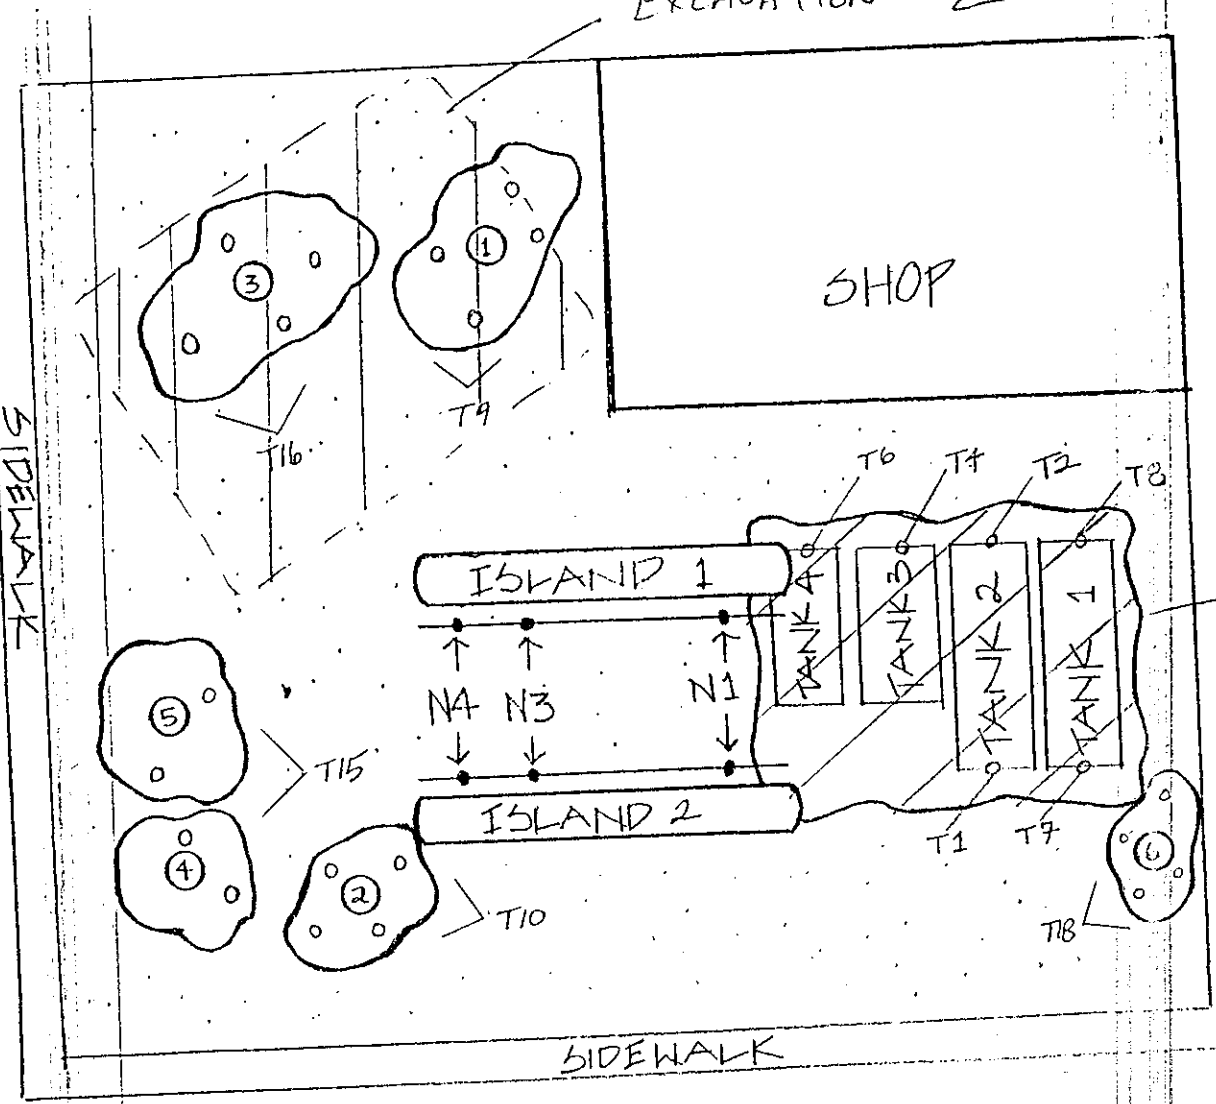 EXCAVATION
SHOP
1
3
T9
T16
SIDEWALK
T6
T4
T2
T8
ISLAND 1
TANK 4
TANK 3
TANK 2
TANK 1
N4
N3
N1
5
T15
ISLAND 2
T1
T7
4
2
T10
6
T18
SIDEWALK